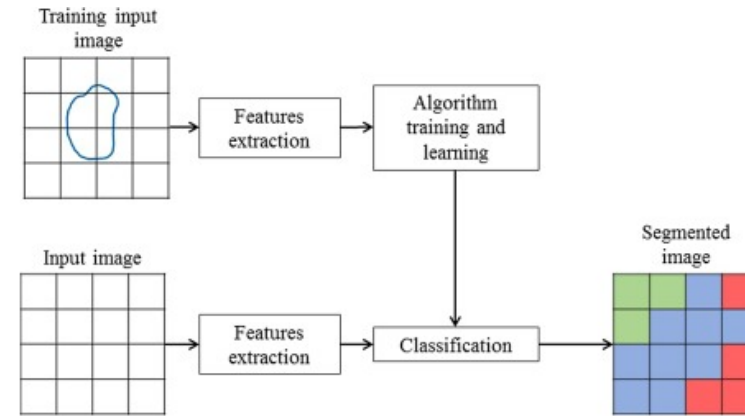 Training input
image
Features
extraction
Algorithm
training and
learning
Input image
Features
extraction
Classification
Segmented
image